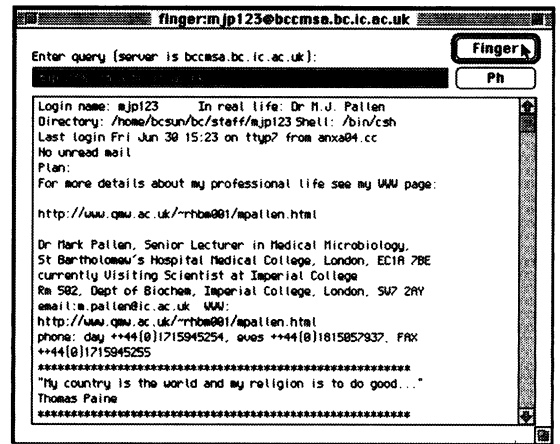 finger:mjp123@bccmsa.bc.ic.ac.uk
Enter query (server is bccmsa.bc.ic.ac.uk):
Finger
Ph
Login name: mjp123 In real life: Dr M.J. Pallen
Directory: /home/bcsun/bc/staff/mjp123 Shell: /bin/csh
Last login Fri Jun 30 15:23 on ttyp7 from anxa04.cc
No unread mail
Plan:
For more details about my professional life see my WWW page:
http://www.qmw.ac.uk/~rhbm001/mpallen.html
Dr Mark Pallen, Senior Lecturer in Medical Microbiology,
St Bartholomew's Hospital Medical College, London, EC1A 7BE
currently Visiting Scientist at Imperial College
Rm 502, Dept of Biochem, Imperial College, London, SW7 2AY
email:m.pallen@ic.ac.uk WWW:
http://www.qmw.ac.uk/~rhbm001/mpallen.html
phone: day ++44(0)1715945254, eves ++44(0)1815057937, FAX
++44(0)1715945255
********************************************************
"My country is the world and my religion is to do good..."
Thomas Paine
********************************************************